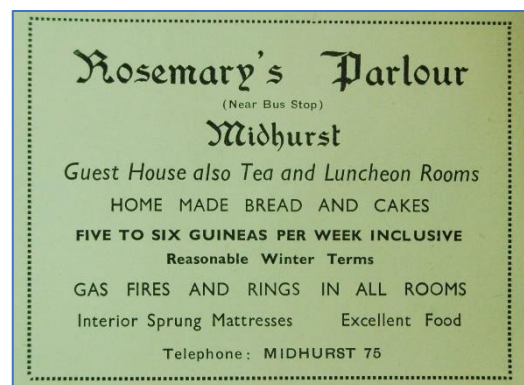 Rosemary's Parlour
(Near Bus Stop)
Midhurst
Guest House also Tea and Luncheon Rooms
HOME MADE BREAD AND CAKES
FIVE TO SIX GUINEAS PER WEEK INCLUSIVE
Reasonable Winter Terms
GAS FIRES AND RINGS IN ALL ROOMS
Interior Sprung Mattresses Excellent Food
Telephone: MIDHURST 75